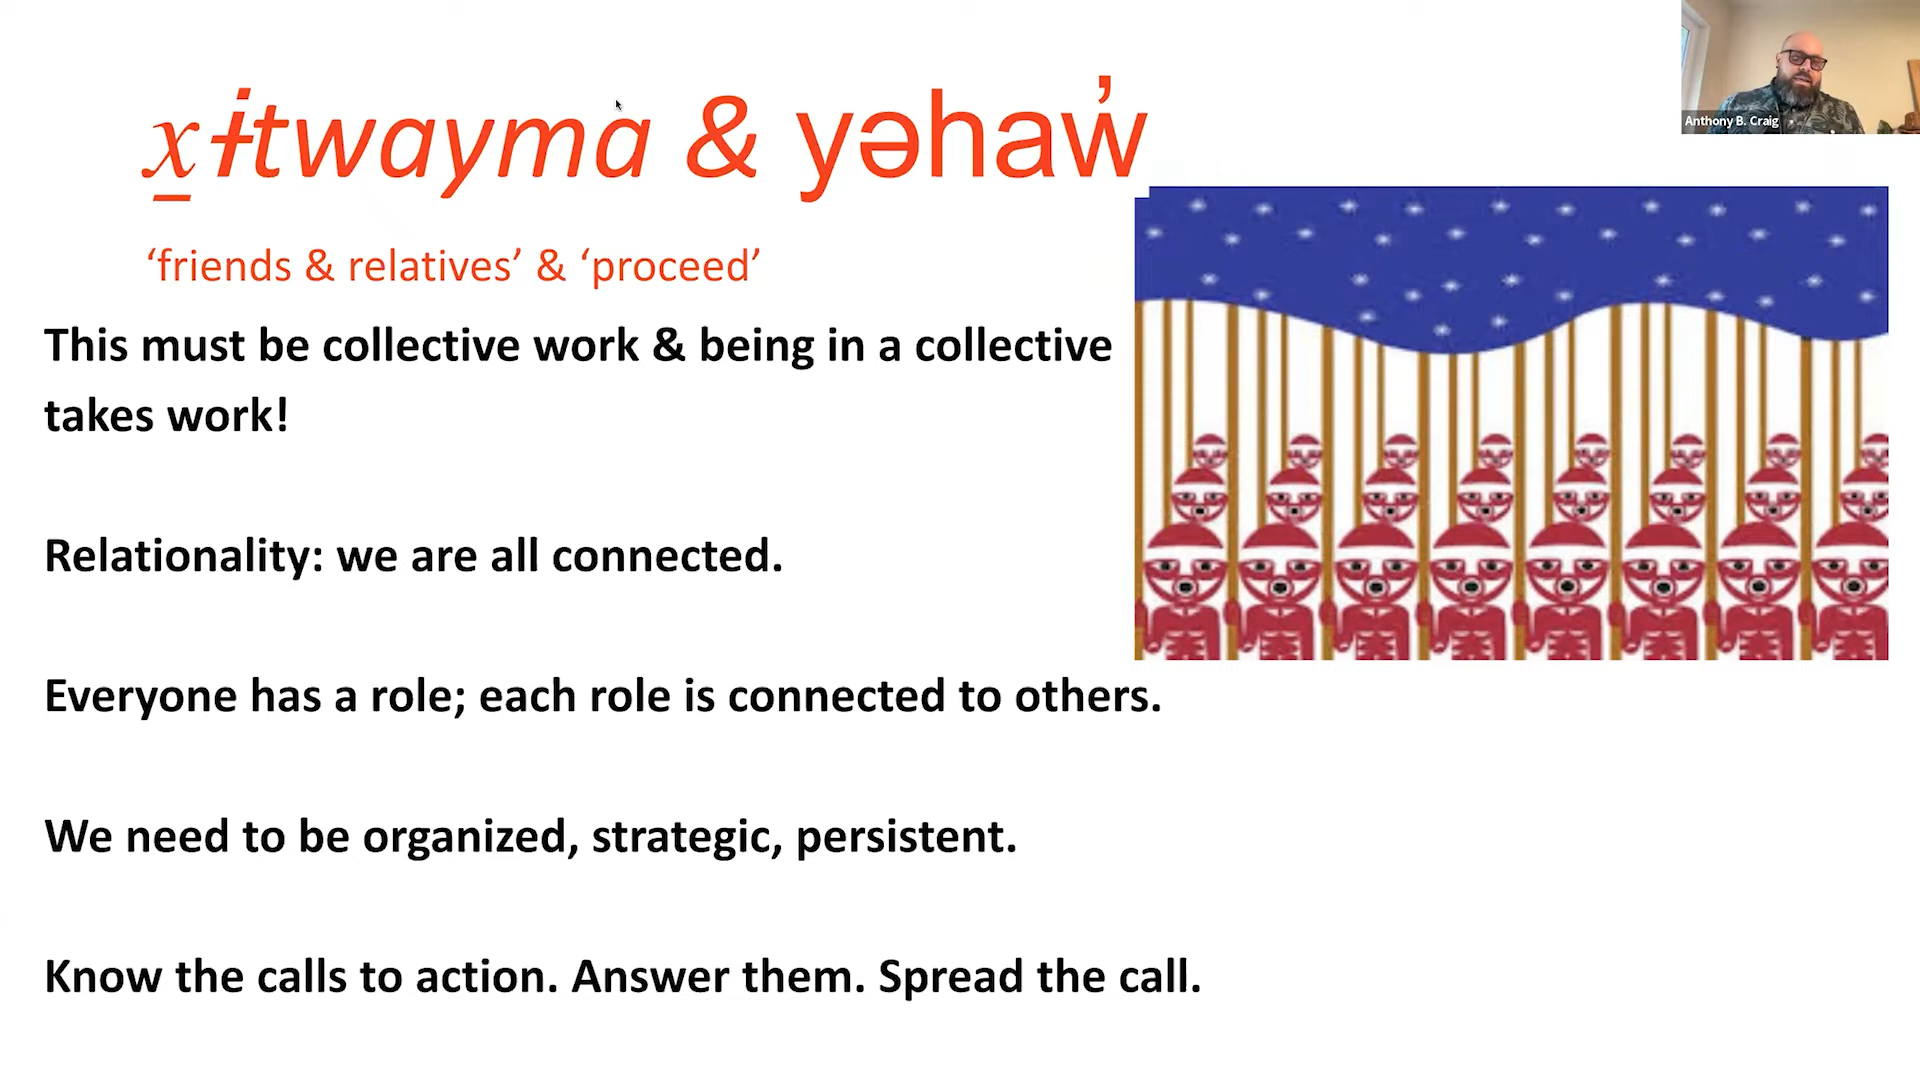 x̲ɨtwayma & yəhaw̓
‘friends & relatives’ & ‘proceed’
This must be collective work & being in a collective
takes work!
Relationality: we are all connected.
Everyone has a role; each role is connected to others.
We need to be organized, strategic, persistent.
Know the calls to action. Answer them. Spread the call.
Anthony B. Craig